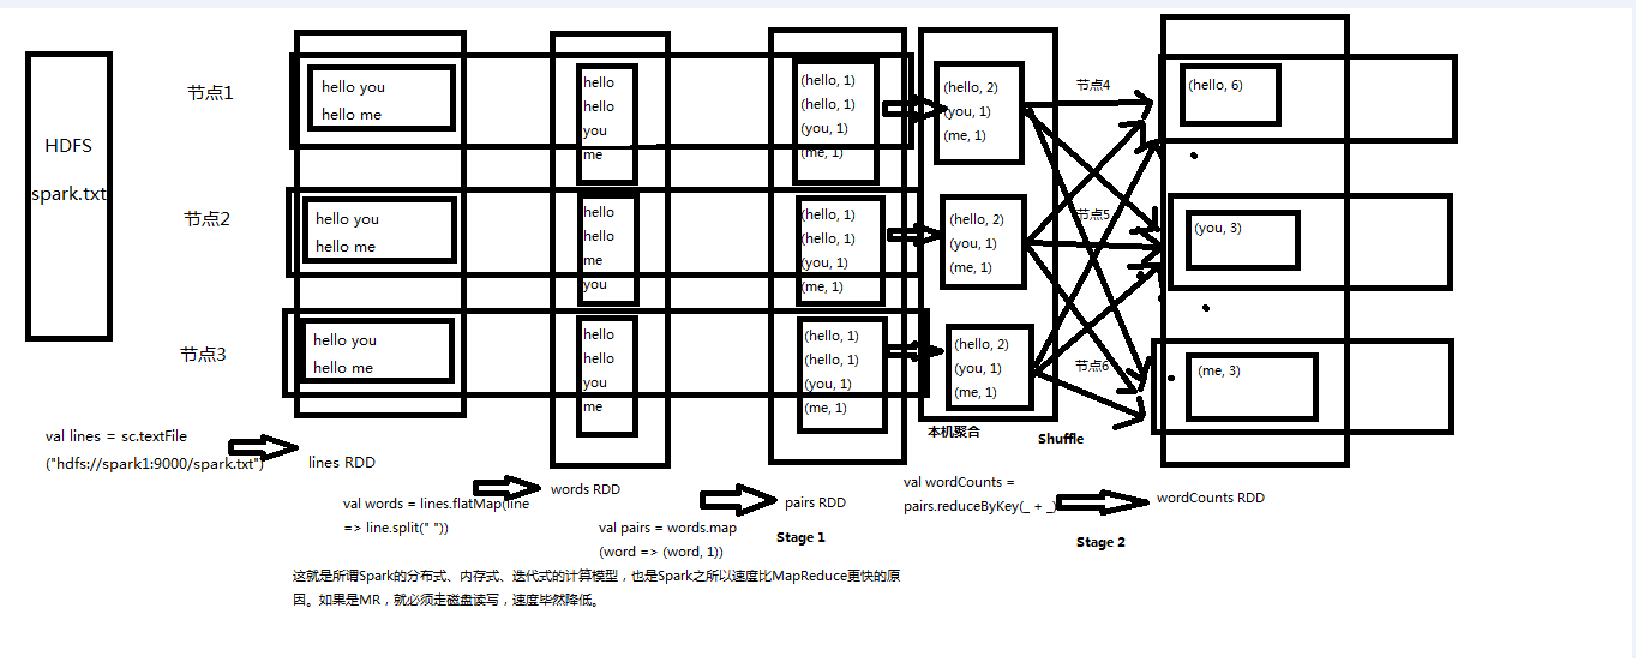 HDFS
spark.txt
节点1
节点2
节点3
hello you
hello me
hello you
hello me
hello you
hello me
hello
hello
you
me
hello
hello
me
you
hello
hello
you
me
(hello, 1)
(hello, 1)
(you, 1)
(me, 1)
(hello, 1)
(hello, 1)
(you, 1)
(me, 1)
(hello, 1)
(hello, 1)
(you, 1)
(me, 1)
(hello, 2)
(you, 1)
(me, 1)
(hello, 2)
(you, 1)
(me, 1)
(hello, 2)
(you, 1)
(me, 1)
本机聚合
Shuffle
节点4
节点5
节点6
(hello, 6)
(you, 3)
(me, 3)
val lines = sc.textFile
("hdfs://spark1:9000/spark.txt")
lines RDD
val words = lines.flatMap(line
=> line.split(" "))
words RDD
val pairs = words.map
(word => (word, 1))
pairs RDD
Stage 1
val wordCounts =
pairs.reduceByKey(_ + _)
wordCounts RDD
Stage 2
这就是所谓Spark的分布式、内存式、迭代式的计算模型，也是Spark之所以速度比MapReduce更快的原
因。如果是MR，就必须走磁盘读写，速度毕然降低。